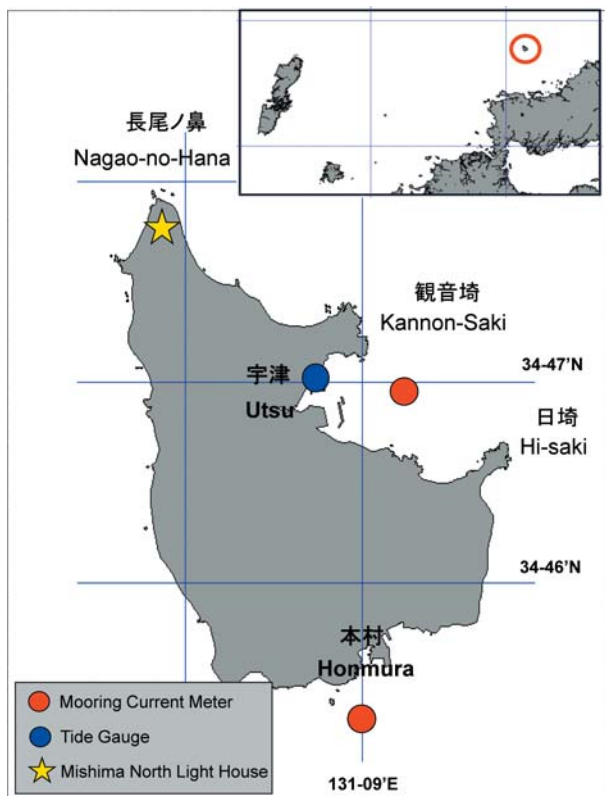 長尾ノ鼻
Nagao-no-Hana
観音埼
Kannon-Saki
34-47'N
宇津
Utsu
日埼
Hi-saki
34-46'N
本村
Honmura
Mooring Current Meter
Tide Gauge
Mishima North Light House
131-09'E